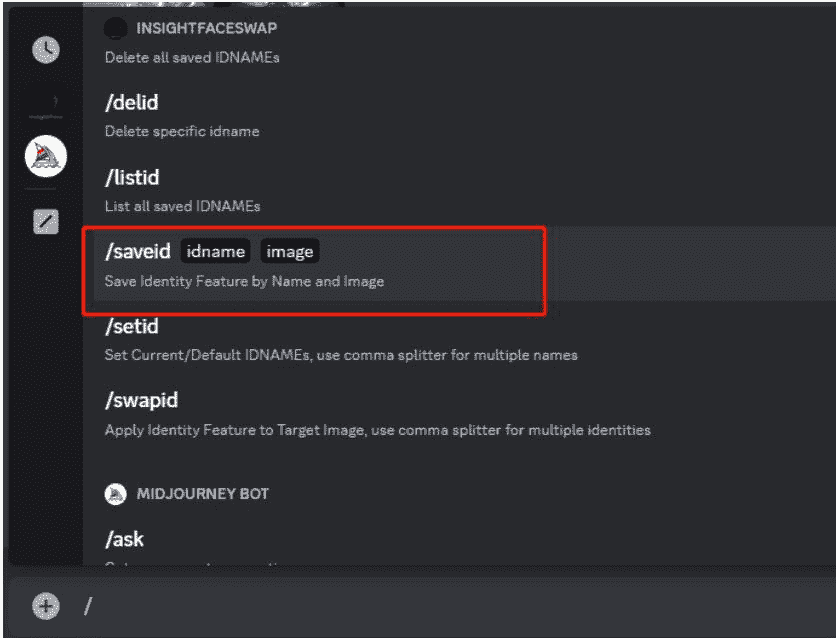 INSIGHTFACESWAP
Delete all saved IDNAMEs
/delid
Delete specific idname
/listid
List all saved IDNAMEs
/saveid idname image
Save Identity Feature by Name and Image
/setid
Set Current/Default IDNAMEs, use comma splitter for multiple names
/swapid
Apply Identity Feature to Target Image, use comma splitter for multiple identities
MIDJOURNEY BOT
/ask
/